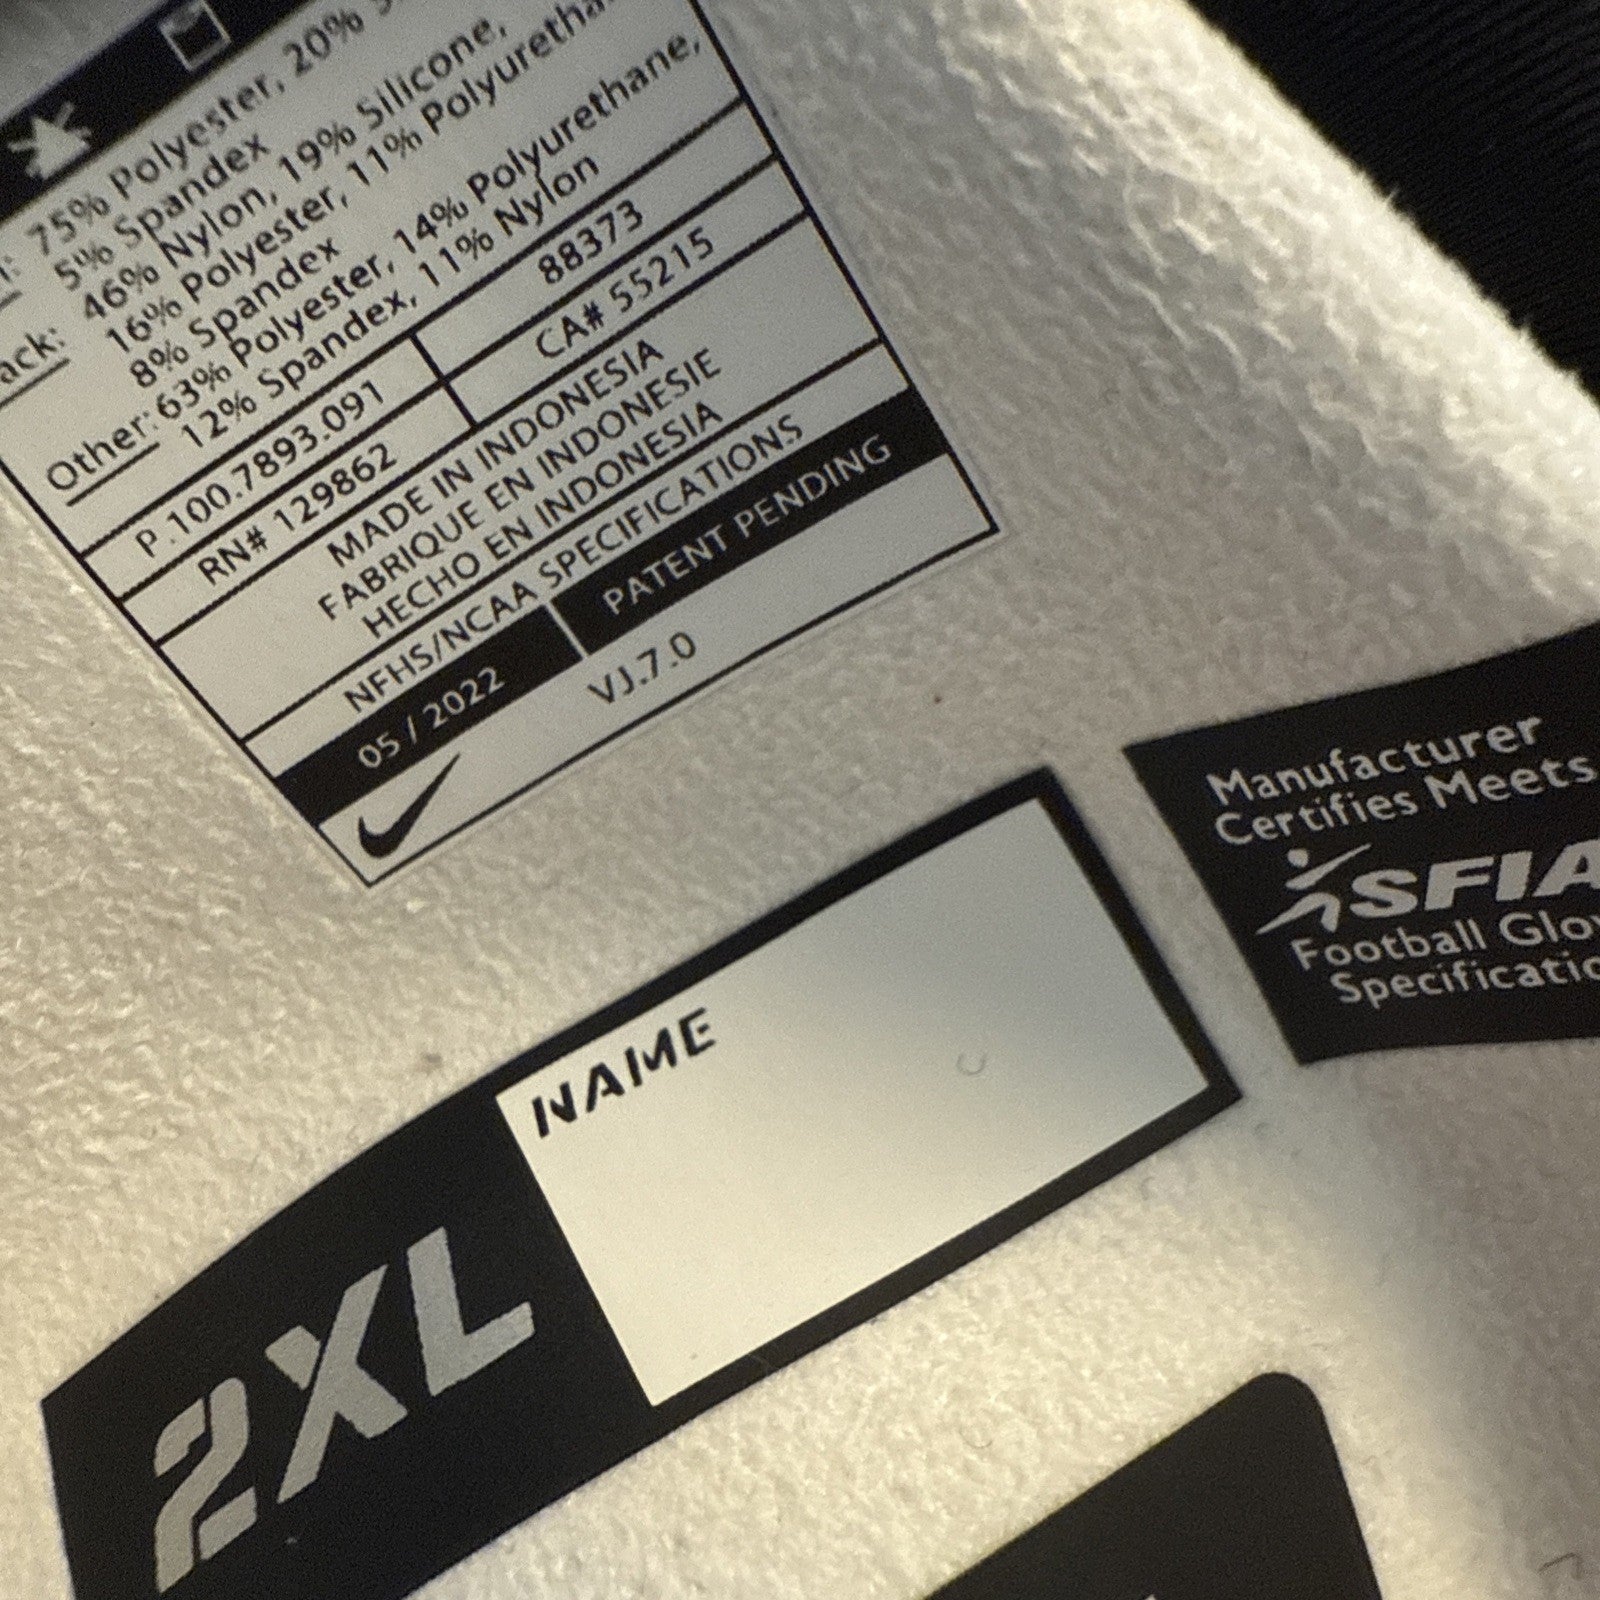 75% Polyester, 20%
5% Spandex
46% Nylon, 19% Silicone,
16% Polyester, 11%
8% Spandex
Other: 63% Polyester, 14% Polyurethane,
12% Spandex, 11% Nylon
P.100.7893.091 88373
RN# 129862 CA# 55215
MADE IN INDONESIA
FABRIQUE EN INDONESIE
HECHO EN INDONESIA
NFHS/NCAA SPECIFICATIONS
05 / 2022 PATENT PENDING
VJ.7.0
Manufacturer
Certifies Meets
SFIA
Football
NAME
2XL